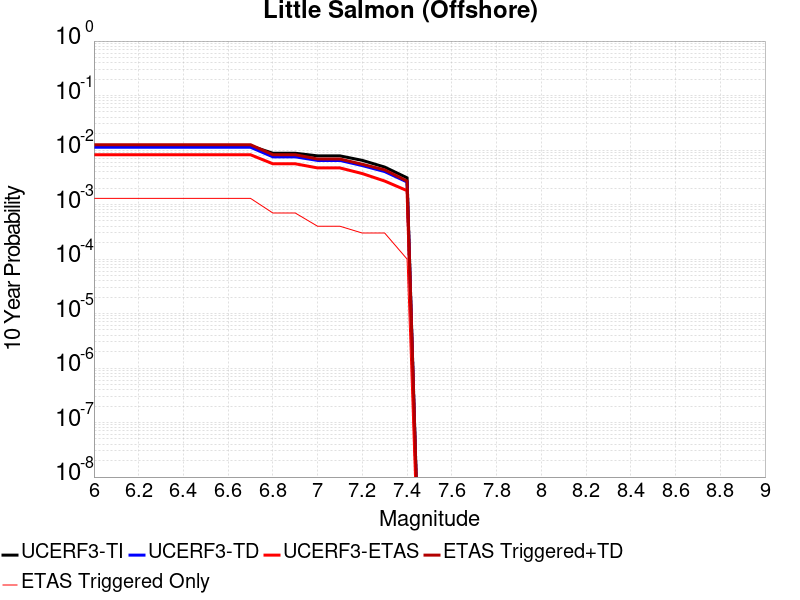 Little Salmon (Offshore)
10 0
10 -1
10 -2
10 -3
10 -4
10 -5
10 -6
10 -7
10 -8
10 Year Probability
6 6.2 6.4 6.6 6.8 7 7.2 7.4 7.6 7.8 8 8.2 8.4 8.6 8.8 9
Magnitude
UCERF3-TI UCERF3-TD UCERF3-ETAS ETAS Triggered+TD
ETAS Triggered Only